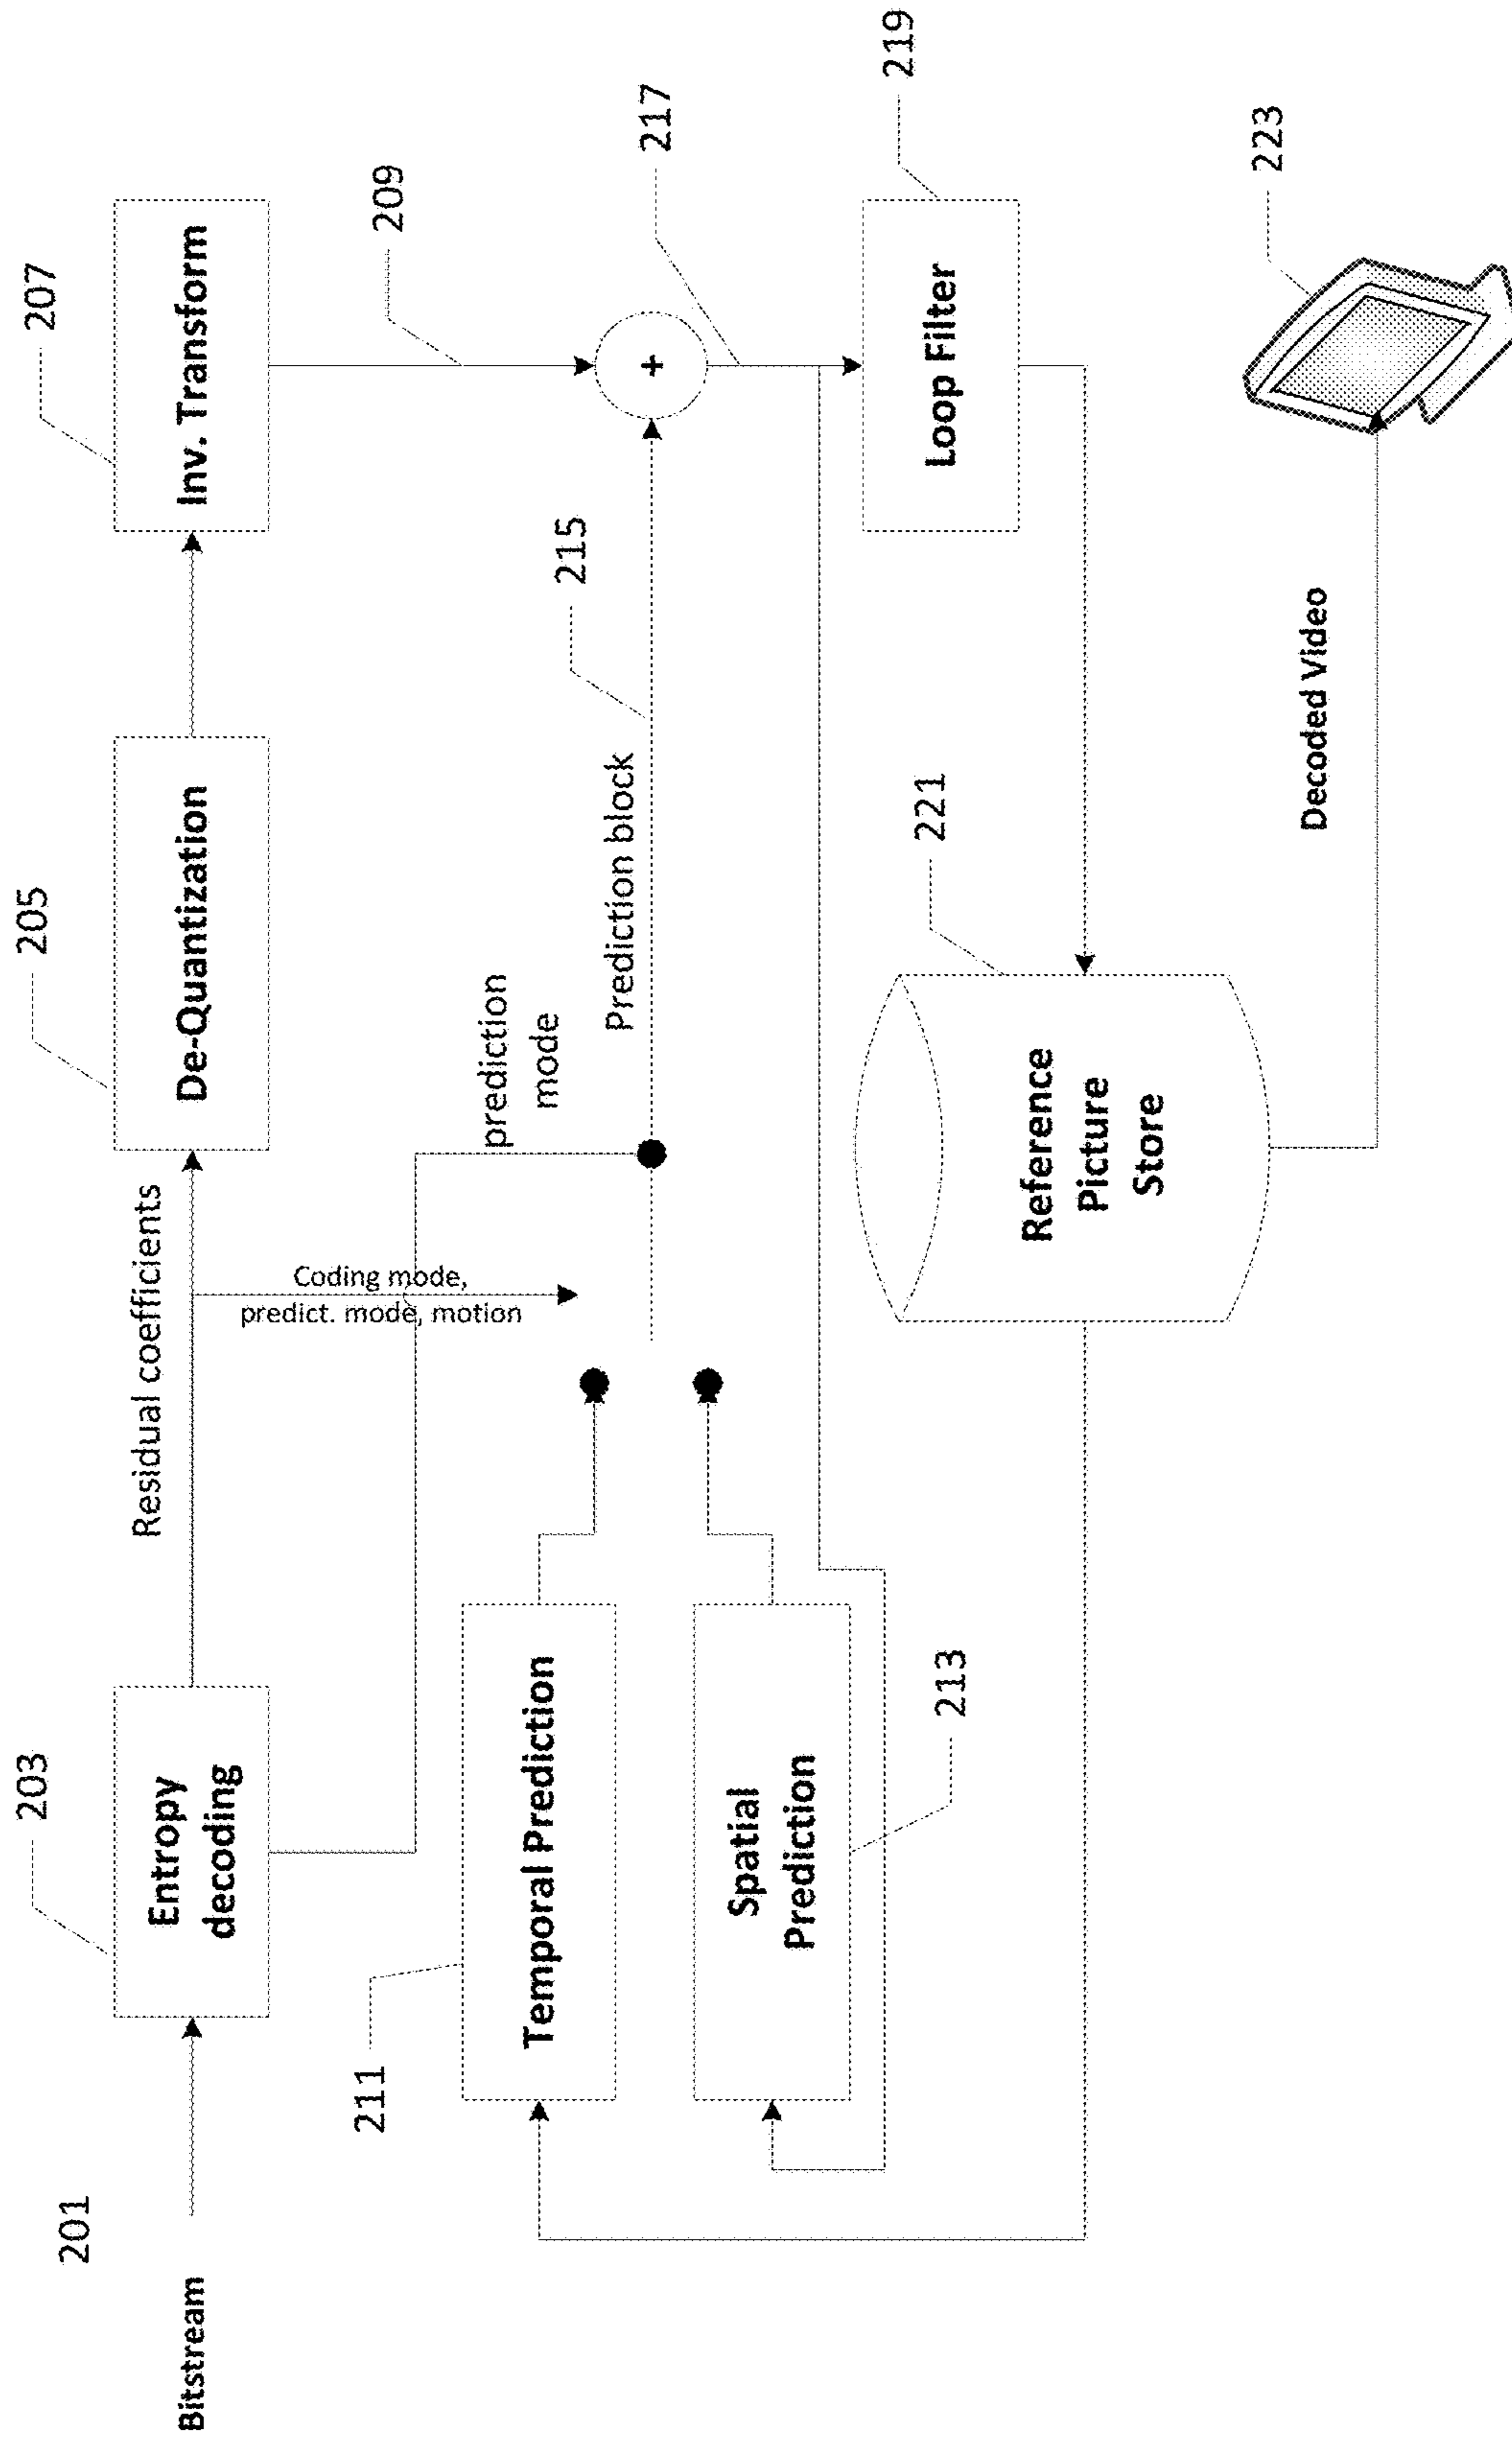 201
203
205
207
Bitstream
Entropy
decoding
Residual coefficients
De-Quantization
Inv. Transform
209
Coding mode,
predict. mode, motion
prediction
mode
211
Temporal Prediction
Prediction block
215
+
217
Spatial
Prediction
213
Loop Filter
219
221
Reference
Picture
Store
Decoded Video
223